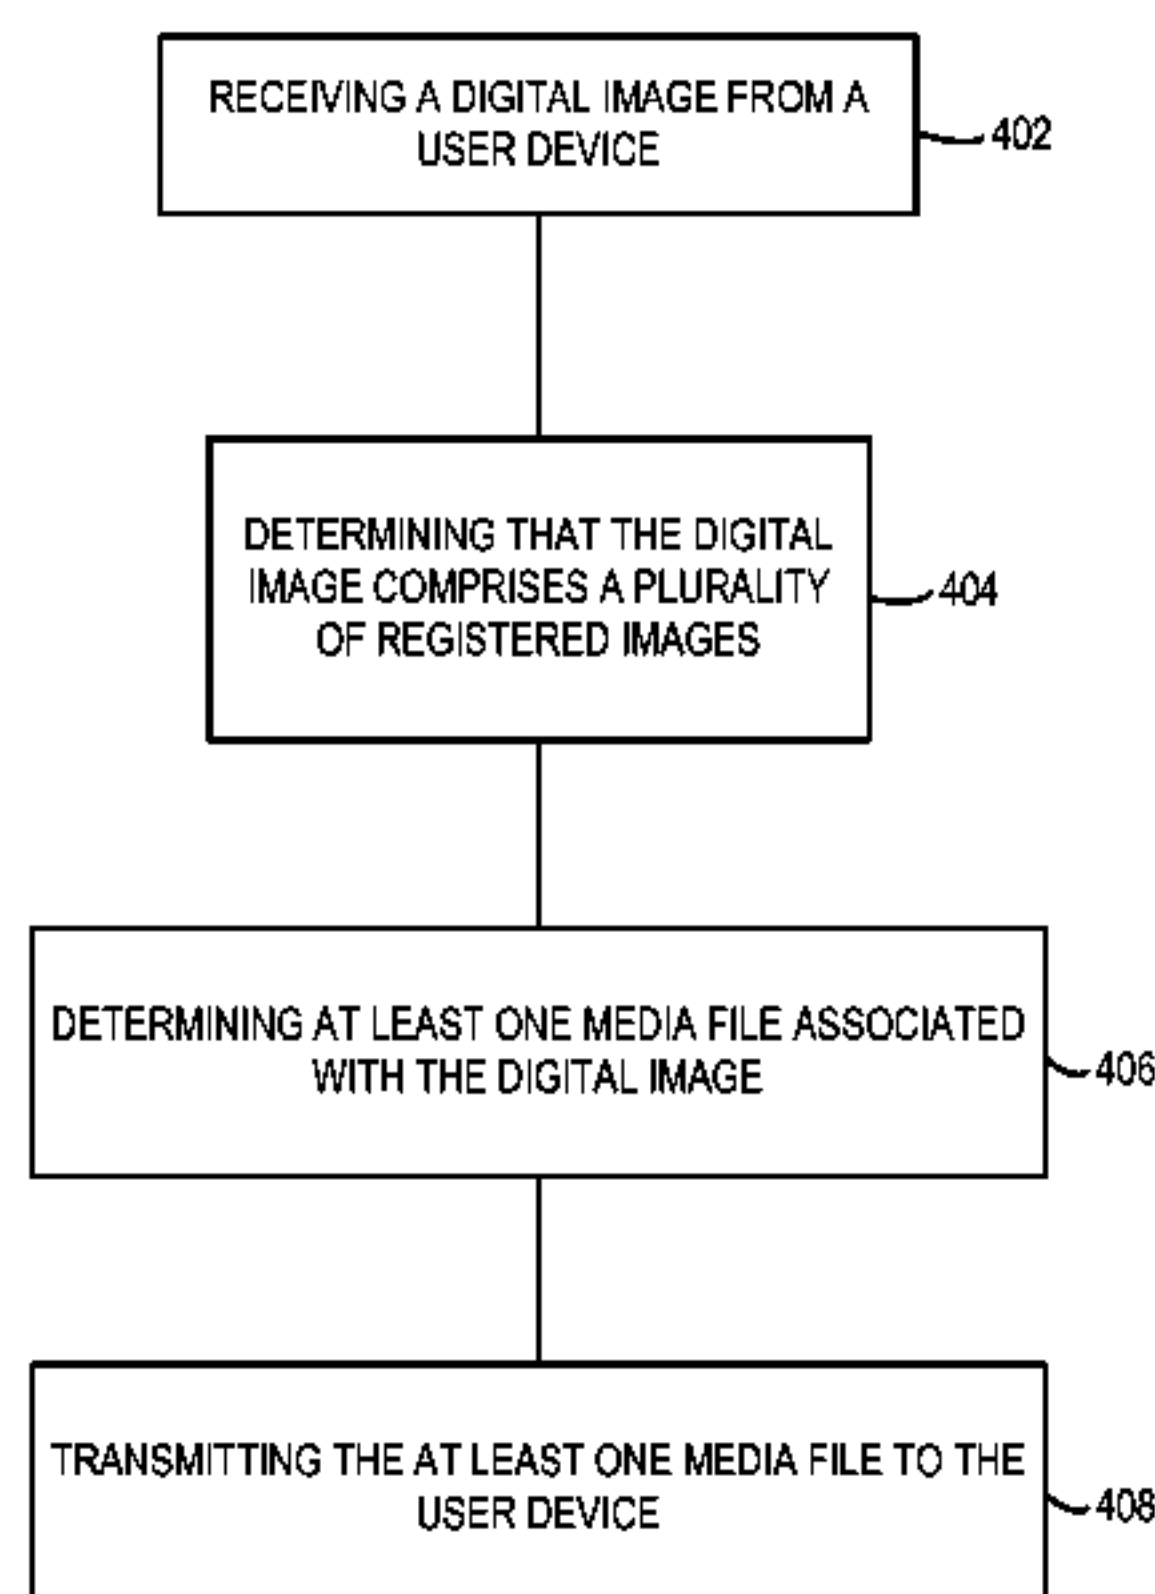 RECEIVING A DIGITAL IMAGE FROM A
USER DEVICE
402
DETERMINING THAT THE DIGITAL
IMAGE COMPRISES A PLURALITY
OF REGISTERED IMAGES
404
DETERMINING AT LEAST ONE MEDIA FILE ASSOCIATED
WITH THE DIGITAL IMAGE
406
TRANSMITTING THE AT LEAST ONE MEDIA FILE TO THE
USER DEVICE
408